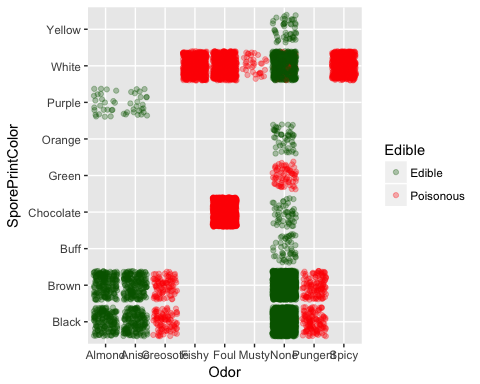 Yellow
White
Purple
Orange
Green
Chocolate
Buff
Brown
Black
SporePrintColor
Almond Anise Creosote Fishy Foul Musty None Pungent Spicy
Odor
Edible
Edible
Poisonous